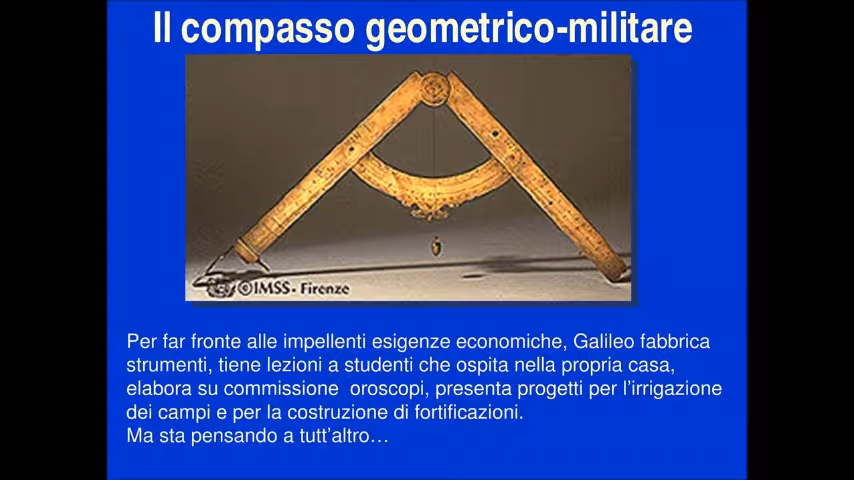 Il compasso geometrico-militare
©IMSS - Firenze
Per far fronte alle impellenti esigenze economiche, Galileo fabbrica
strumenti, tiene lezioni a studenti che ospita nella propria casa,
elabora su commissione  oroscopi, presenta progetti per l’irrigazione
dei campi e per la costruzione di fortificazioni.
Ma sta pensando a tutt’altro…